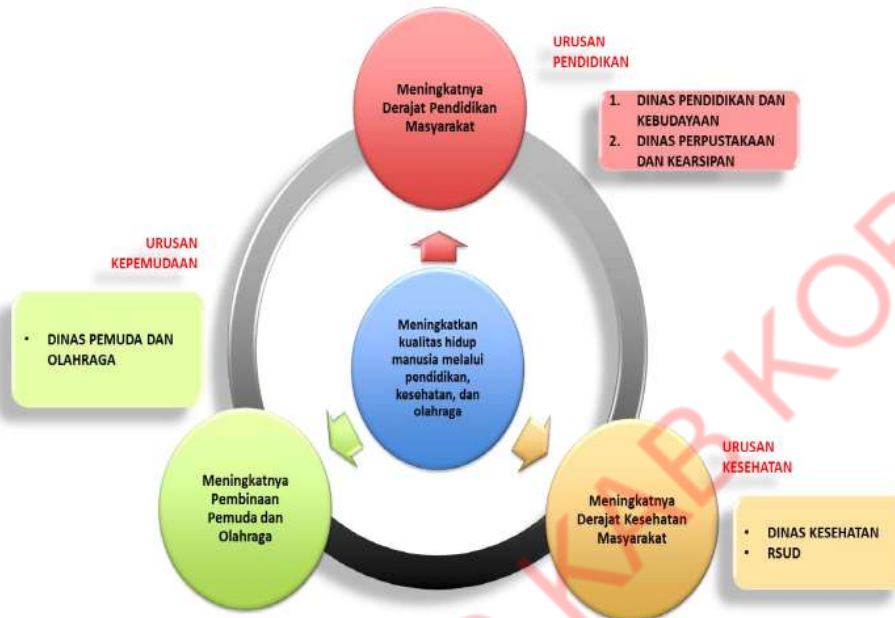 Meningkatnya
Derajat Pendidikan
Masyarakat
URUSAN
PENDIDIKAN
1. DINAS PENDIDIKAN DAN
KEBUDAYAAN
2. DINAS PERPUSTAKAAN
DAN KEARSIPAN
URUSAN
KEPEMUDAAN
• DINAS PEMUDA DAN
OLAHRAGA
Meningkatkan
kualitas hidup
manusia melalui
pendidikan,
kesehatan, dan
olahraga
Meningkatnya
Pembinaan
Pemuda dan
Olahraga
Meningkatnya
Derajat Kesehatan
Masyarakat
URUSAN
KESEHATAN
• DINAS KESEHATAN
• RSUD
KAB